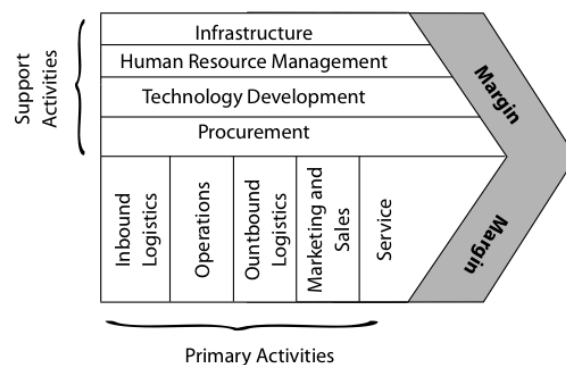 Support
Activities
Infrastructure
Human Resource Management
Technology Development
Procurement
Margin
Margin
Inbound
Logistics
Operations
Ountbound
Logistics
Marketing and
Sales
Service
Primary Activities